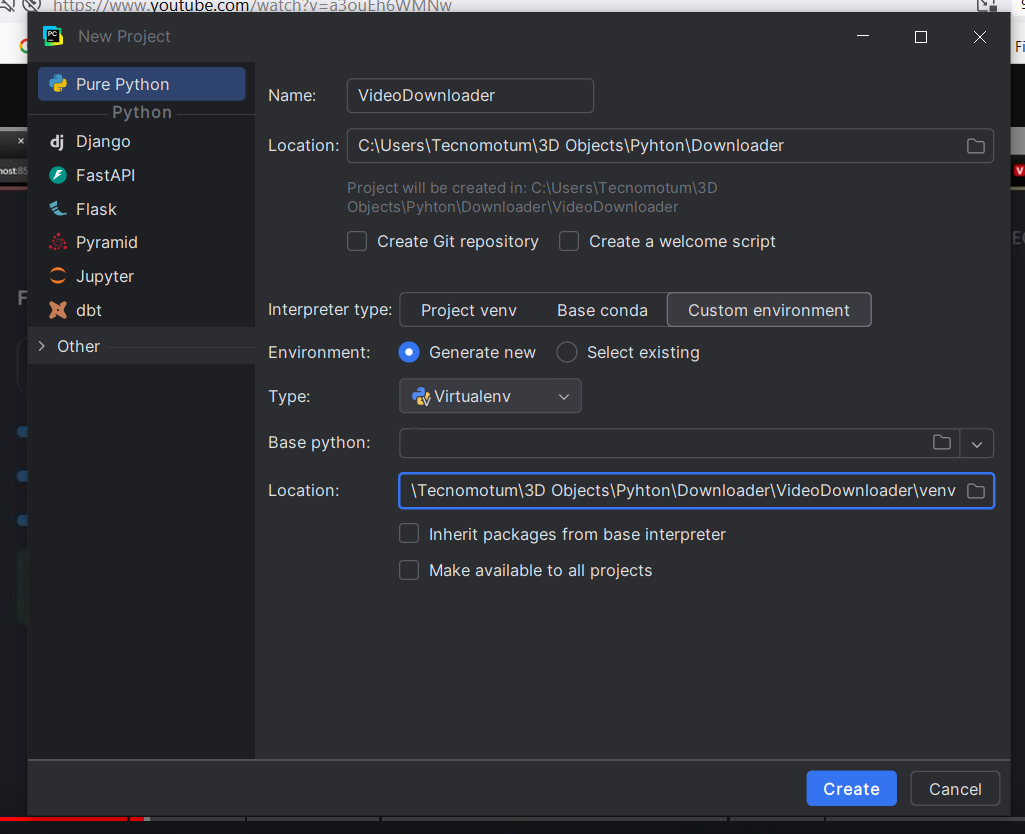 https://www.youtube.com/watch?v=a3ouEh6WMNw
New Project
Pure Python
Python
Django
FastAPI
Flask
Pyramid
Jupyter
dbt
Other
Name: VideoDownloader
Location: C:\Users\Tecnomotum\3D Objects\Pyhton\Downloader
Project will be created in: C:\Users\Tecnomotum\3D
Objects\Pyhton\Downloader\VideoDownloader
Create Git repository Create a welcome script
Interpreter type: Project venv Base conda Custom environment
Environment: Generate new Select existing
Type: Virtualenv
Base python:
Location: \Tecnomotum\3D Objects\Pyhton\Downloader\VideoDownloader\venv
Inherit packages from base interpreter
Make available to all projects
Create Cancel